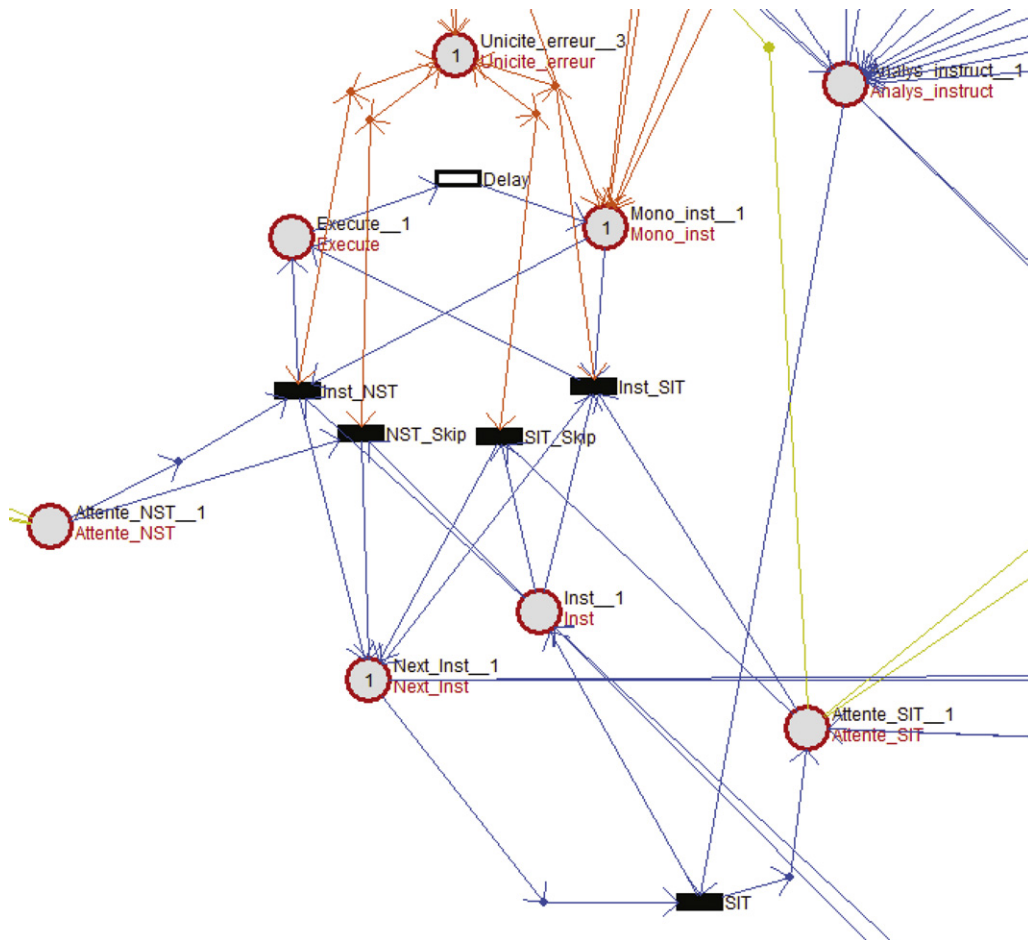 Unicite_erreur__3
1
Unicite_erreur
Analys_instruct__1
Analys_instruct
Delay
Execute__1
Execute
Mono_inst__1
1
Mono_inst
Inst_NST
Inst_SIT
NST_Skip
SIT_Skip
Attente_NST__1
Attente_NST
Inst__1
Inst
Next_Inst__1
1
Next_Inst
Attente_SIT__1
Attente_SIT
SIT